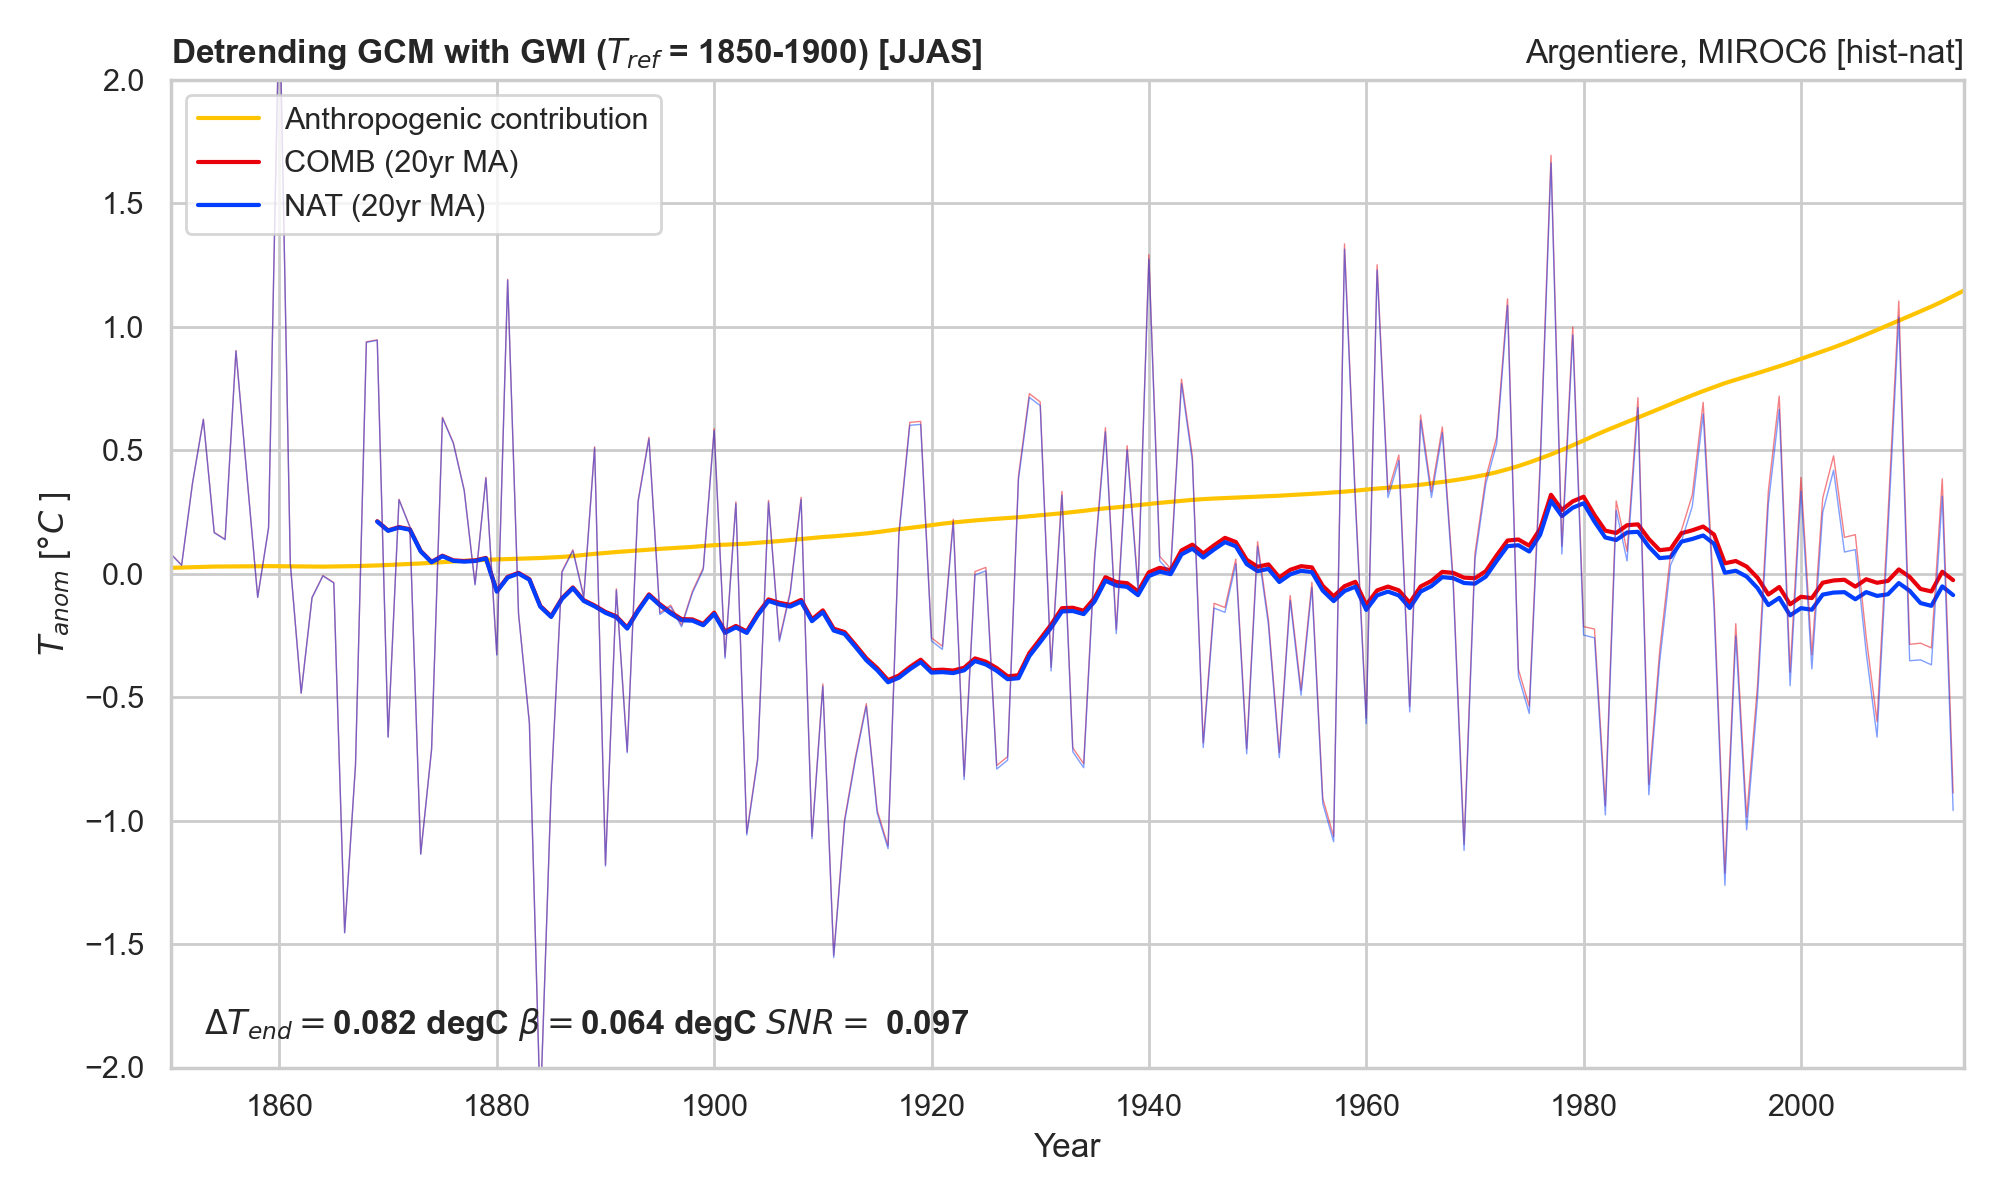 Detrending GCM with GWI (T_ref = 1850-1900) [JJAS]
Argentiere, MIROC6 [hist-nat]
Anthropogenic contribution
COMB (20yr MA)
NAT (20yr MA)
2.0
1.5
1.0
0.5
0.0
−0.5
−1.0
−1.5
−2.0
T_anom [°C ]
ΔT_end = 0.082 degC β = 0.064 degC SNR = 0.097
1860 1880 1900 1920 1940 1960 1980 2000
Year